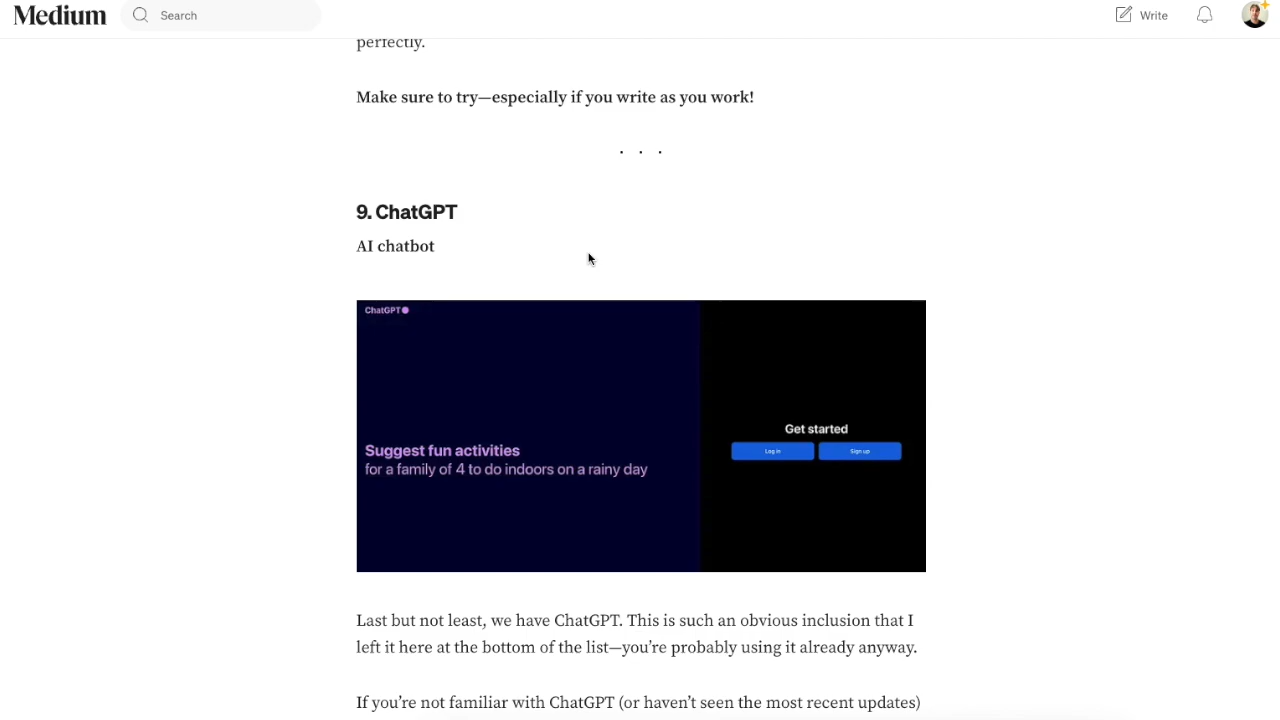 Medium
Search
Write
perfectly.
Make sure to try—especially if you write as you work!
. . .
9. ChatGPT
AI chatbot
ChatGPT
Suggest fun activities
for a family of 4 to do indoors on a rainy day
Get started
Log in
Sign up
Last but not least, we have ChatGPT. This is such an obvious inclusion that I
left it here at the bottom of the list—you’re probably using it already anyway.
If you’re not familiar with ChatGPT (or haven’t seen the most recent updates)